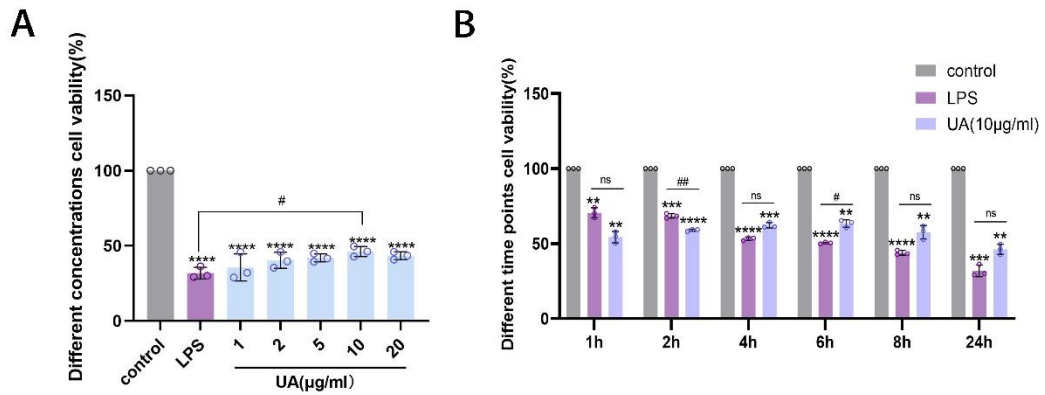 A
Different concentrations cell vability(%)
150
100
50
0
#
****
****
****
****
****
****
control
LPS
1
2
5
10
20
UA(μg/ml)
B
Different time points cell vability(%)
control
LPS
UA(10μg/ml)
150
100
50
0
ns
##
ns
#
ns
ns
**
**
***
****
****
***
****
**
****
**
***
**
1h
2h
4h
6h
8h
24h